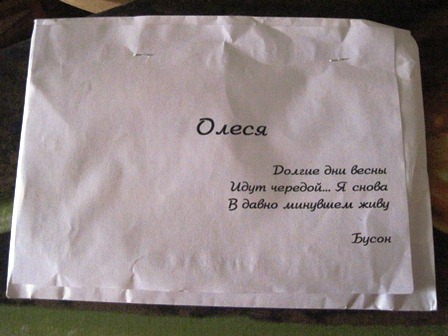 Олеся
Долгие дни весны
Идут чередой... Я снова
В давно минувшем живу
Бусон